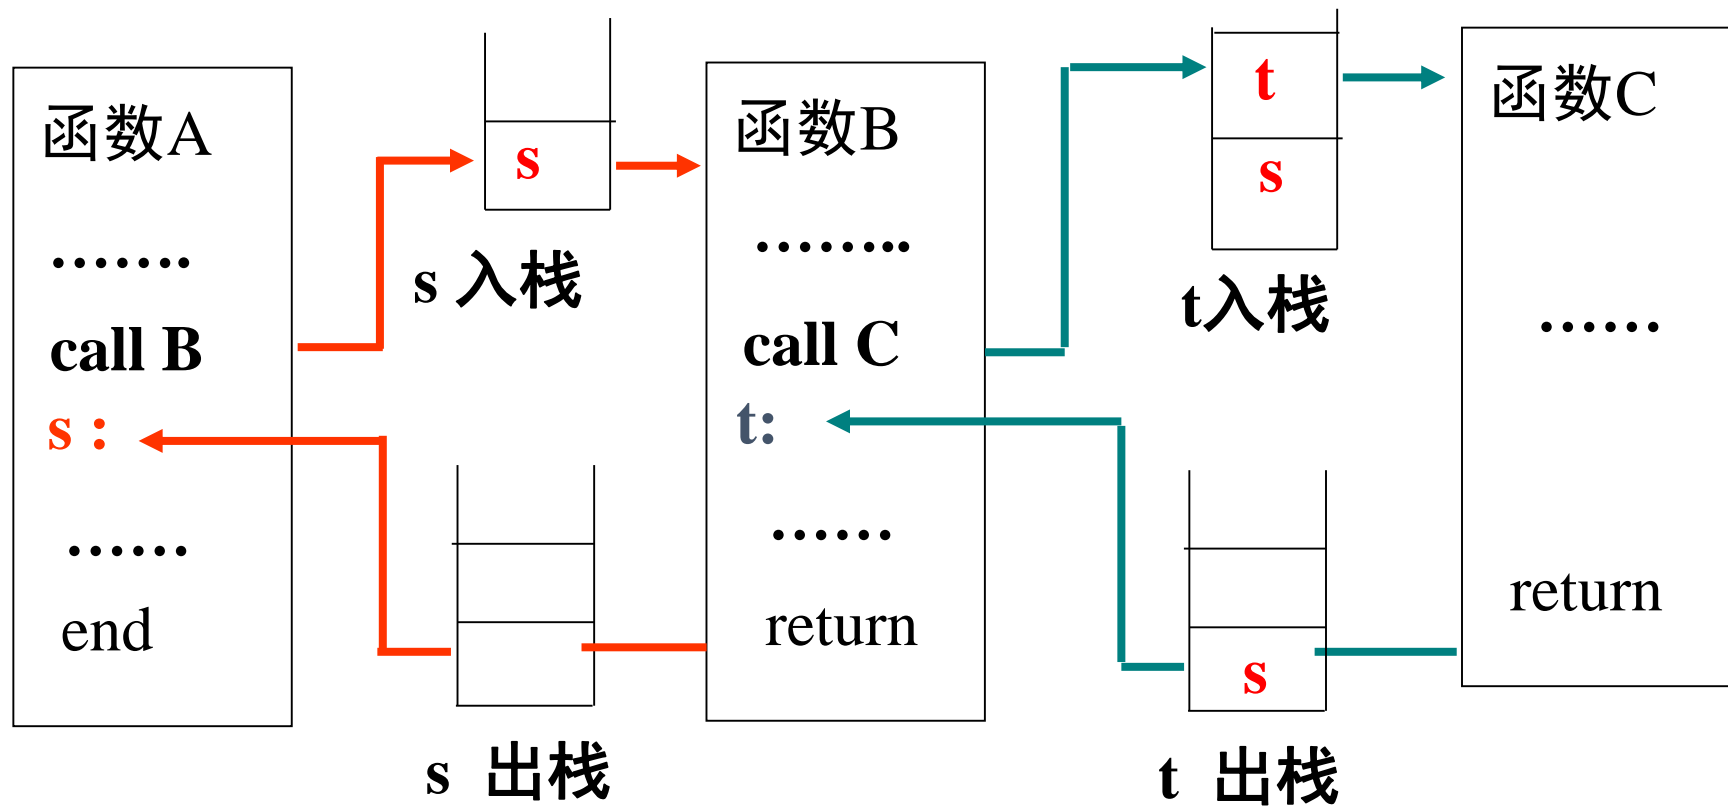 函数A
…….
call B
s :
……
end
s
s 入栈
s 出栈
函数B
……..
call C
t:
……
return
t
s
t入栈
s
t 出栈
函数C
……
return